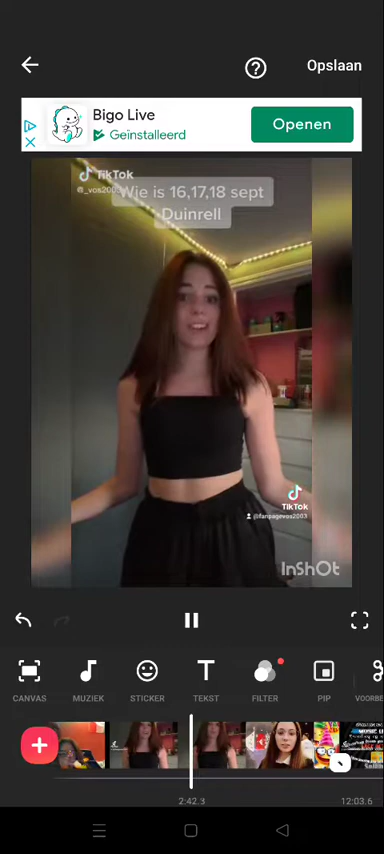 Opslaan
Bigo Live
Geïnstalleerd
Openen
TikTok
Wie is 16,17,18 sept
Duinrell
TikTok
@fanpagevos2003
InShOt
CANVAS
MUZIEK
STICKER
TEKST
FILTER
PIP
2:42.3
12:03.6